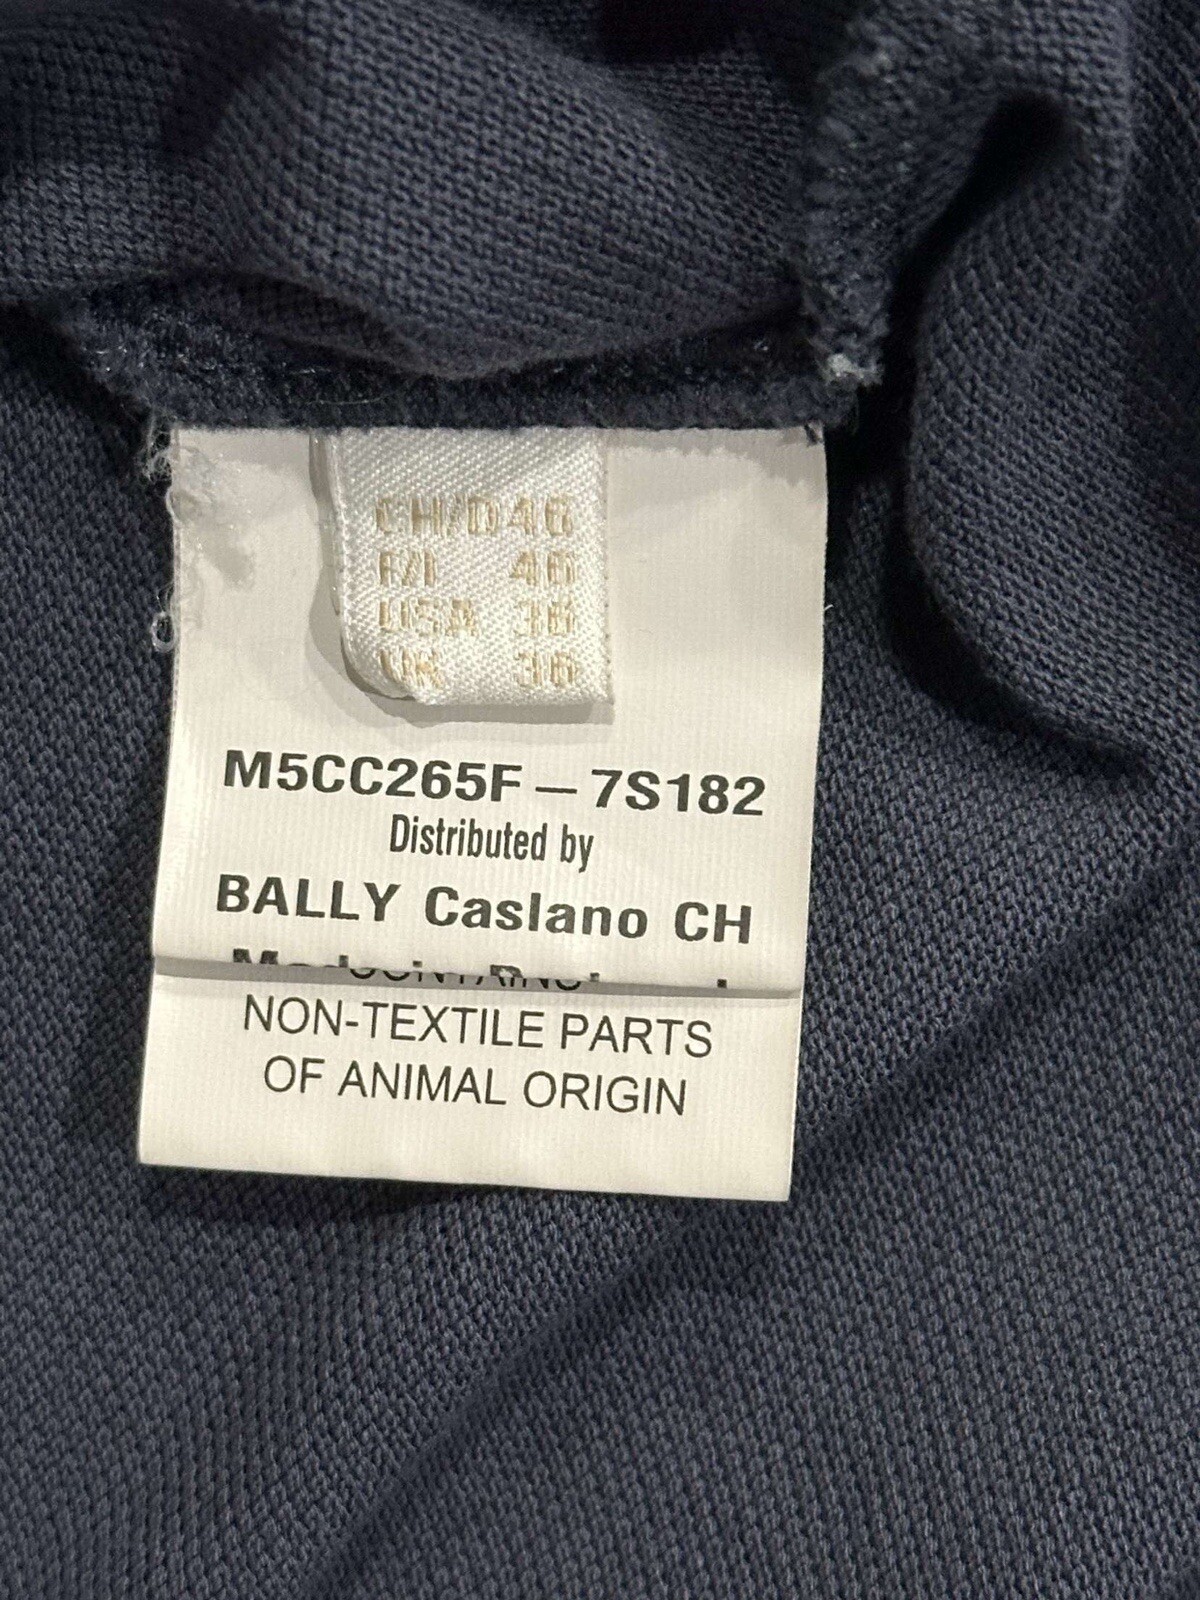 CH/D 46
F/I 46
USA 36
UK 36
M5CC265F – 7S182
Distributed by
BALLY Caslano CH
NON-TEXTILE PARTS
OF ANIMAL ORIGIN